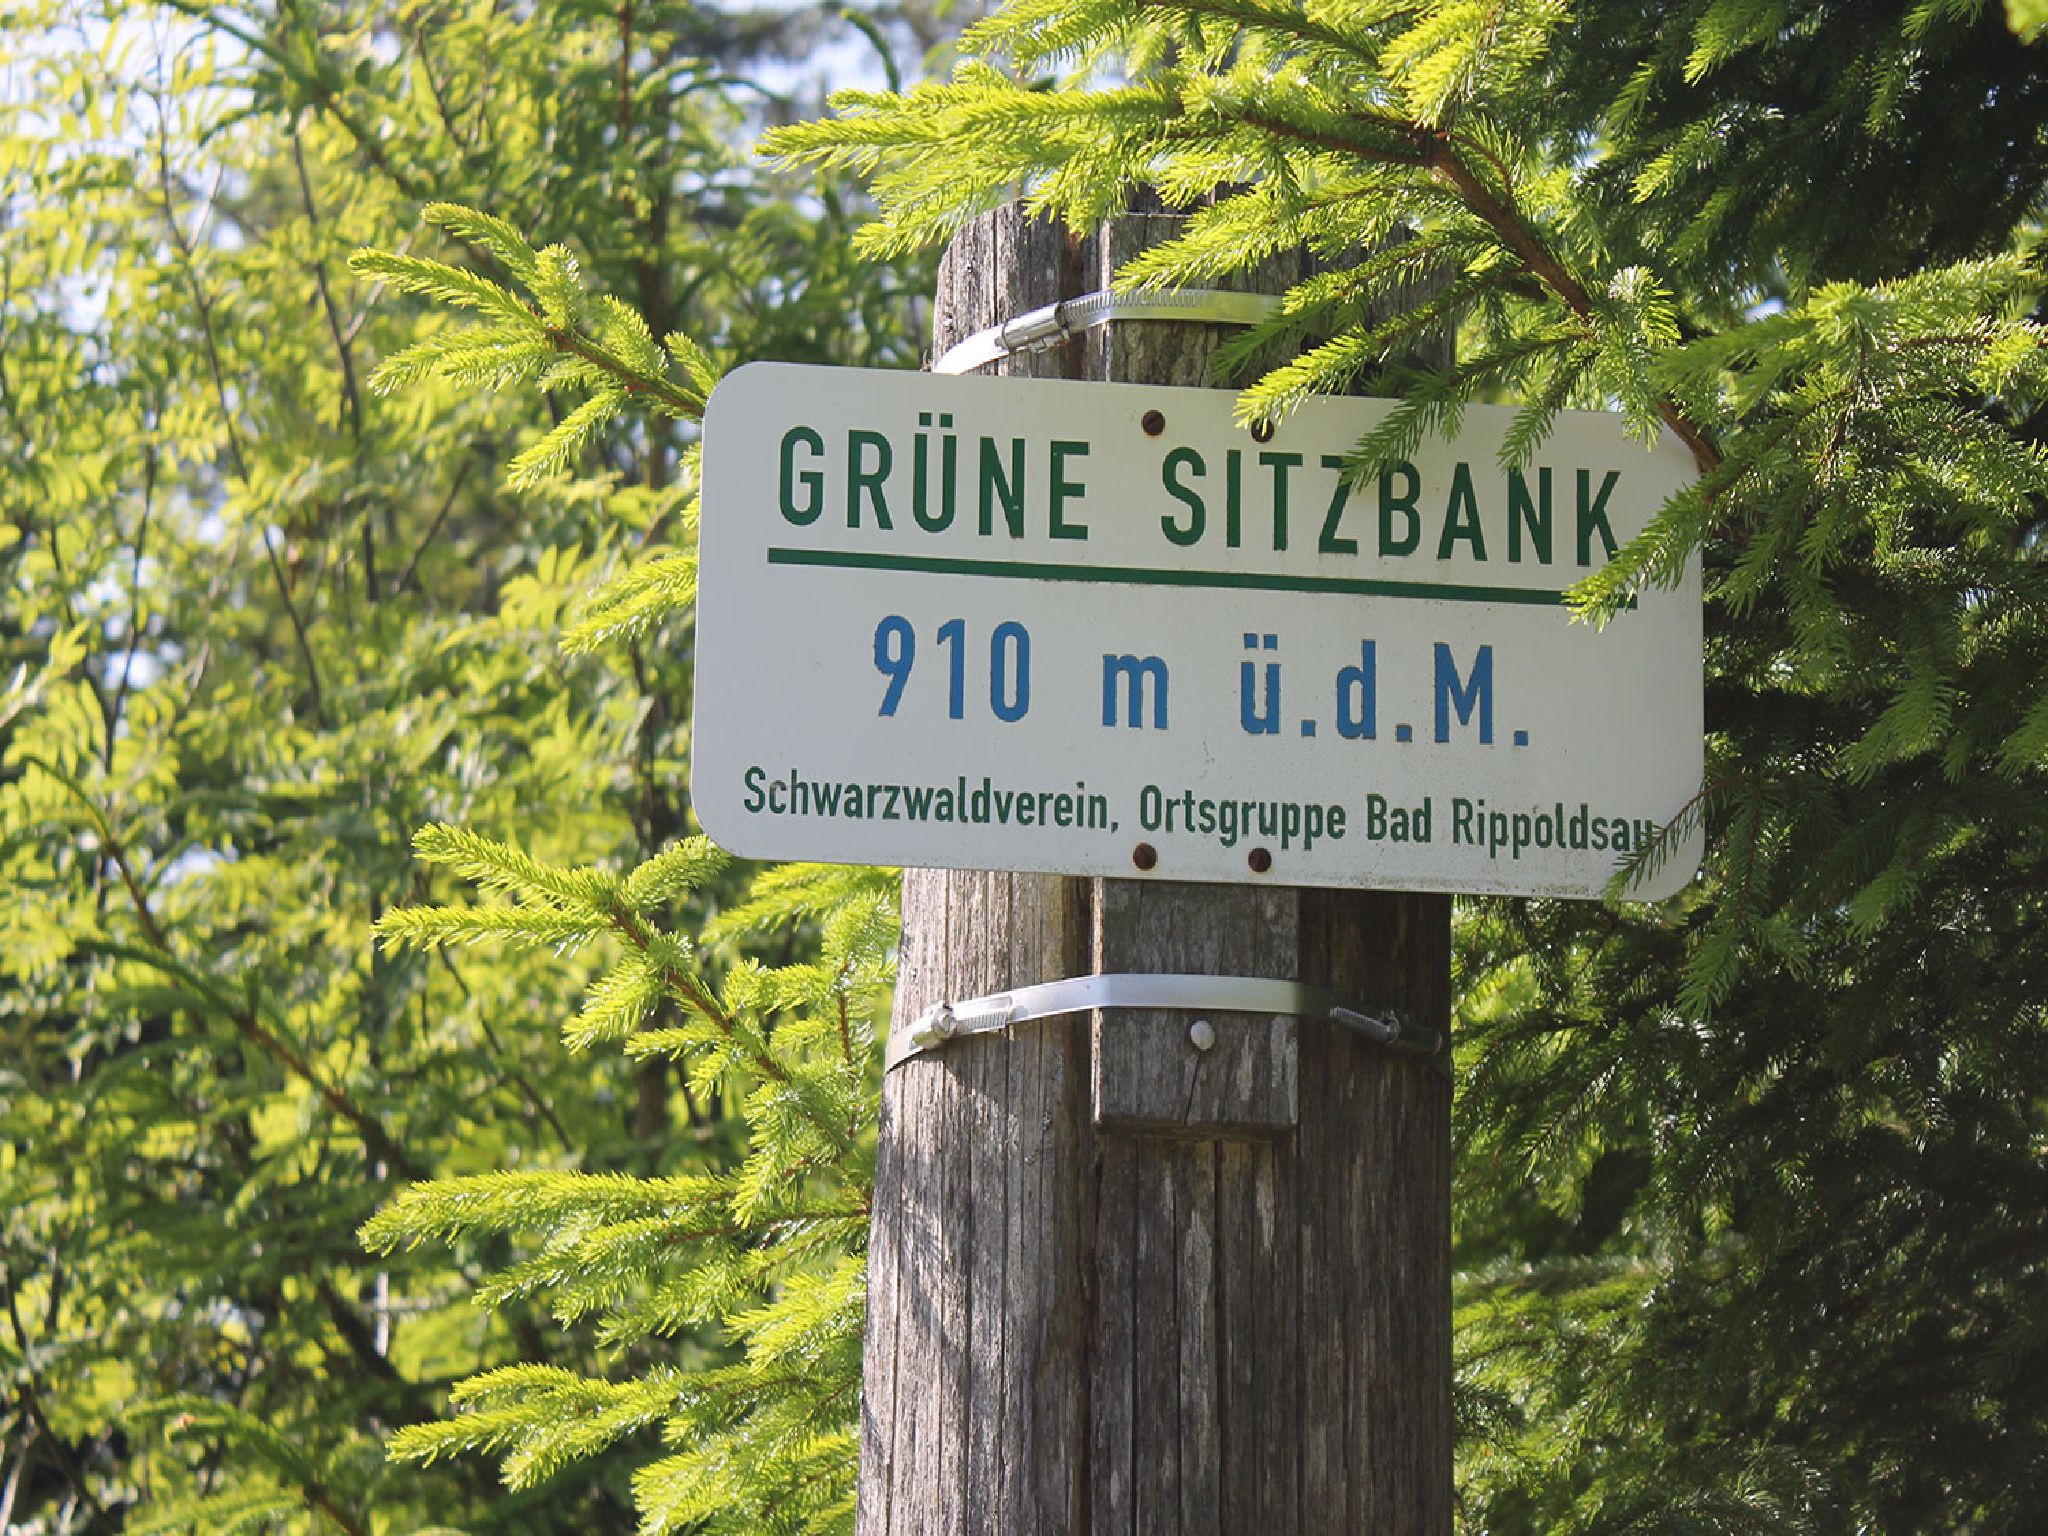 GRÜNE SITZBANK
910 m ü.d.M.
Schwarzwaldverein, Ortsgruppe Bad Rippoldsau